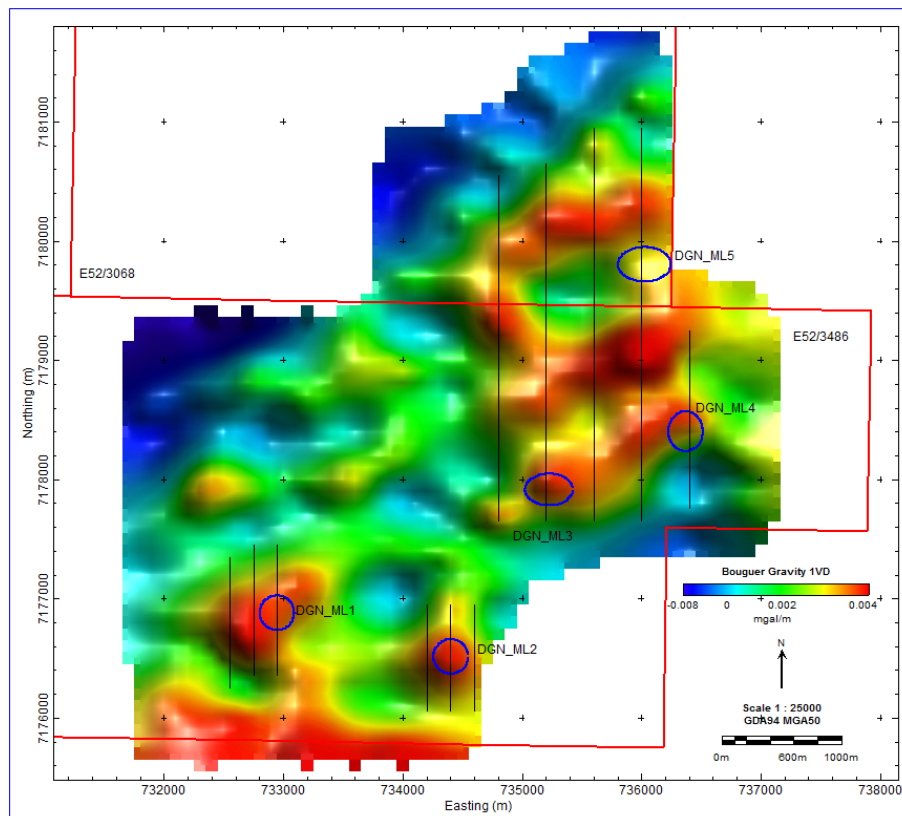 7181000
7180000
7179000
7178000
7177000
7176000
Northing (m)
E52/3068
DGN_ML5
E52/3486
DGN_ML4
DGN_ML3
DGN_ML1
DGN_ML2
Bouguer Gravity 1VD
-0.008 0 0.002 0.004
mgal/m
N
Scale 1 : 25000
GDA94 MGA50
0m 600m 1000m
732000 733000 734000 735000 736000 737000 738000
Easting (m)